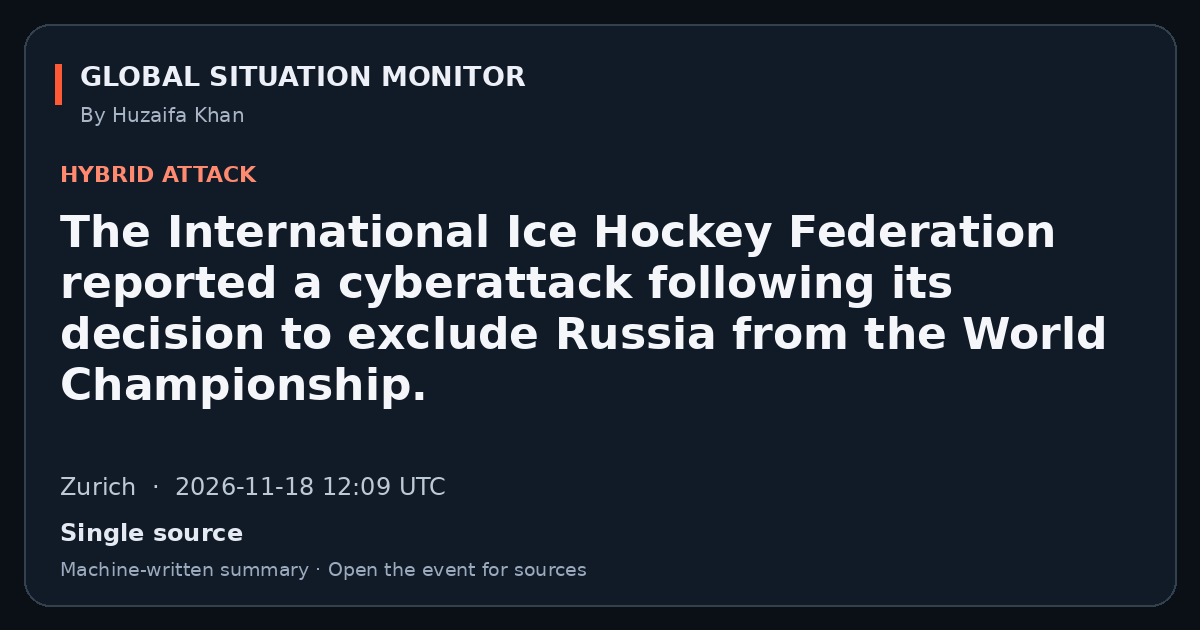 GLOBAL SITUATION MONITOR
By Huzaifa Khan
HYBRID ATTACK
The International Ice Hockey Federation
reported a cyberattack following its
decision to exclude Russia from the World
Championship.
Zurich · 2026-11-18 12:09 UTC
Single source
Machine-written summary · Open the event for sources